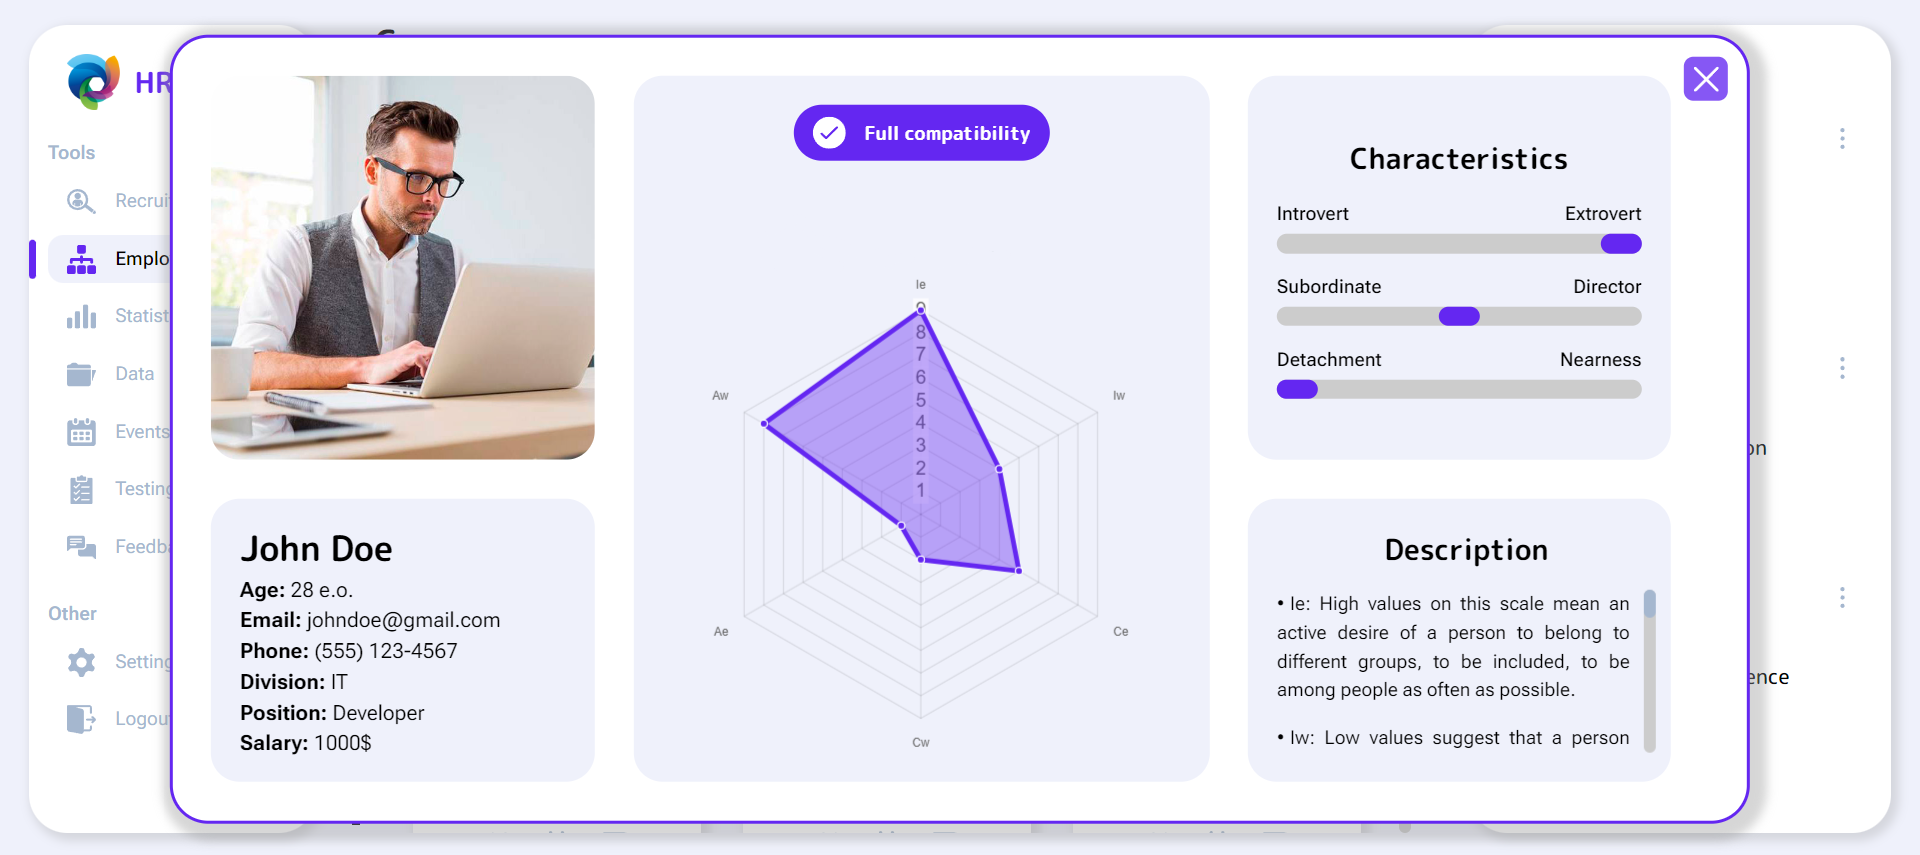 HR
Tools
Recruit
Emplo
Statist
Data
Events
Testing
Feedba
Other
Setting
Logou
John Doe
Age: 28 e.o.
Email: johndoe@gmail.com
Phone: (555) 123-4567
Division: IT
Position: Developer
Salary: 1000$
Full compatibility
Ie
9
8
7
6
5
4
3
2
1
Aw
Iw
Ae
Ce
Cw
Characteristics
Introvert Extrovert
Subordinate Director
Detachment Nearness
Description
• Ie: High values on this scale mean an
active desire of a person to belong to
different groups, to be included, to be
among people as often as possible.
• Iw: Low values suggest that a person
on
ence